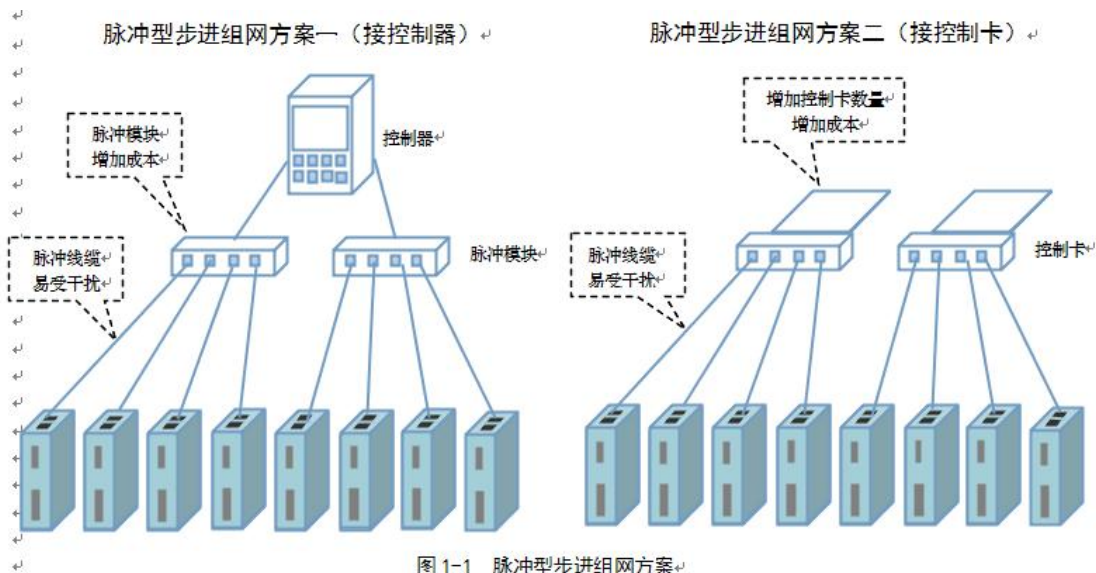 脉冲型步进组网方案一（接控制器）
脉冲型步进组网方案二（接控制卡）
脉冲模块
增加成本
控制器
增加控制卡数量
增加成本
脉冲线缆
易受干扰
脉冲模块
脉冲线缆
易受干扰
控制卡
图 1-1 脉冲型步进组网方案